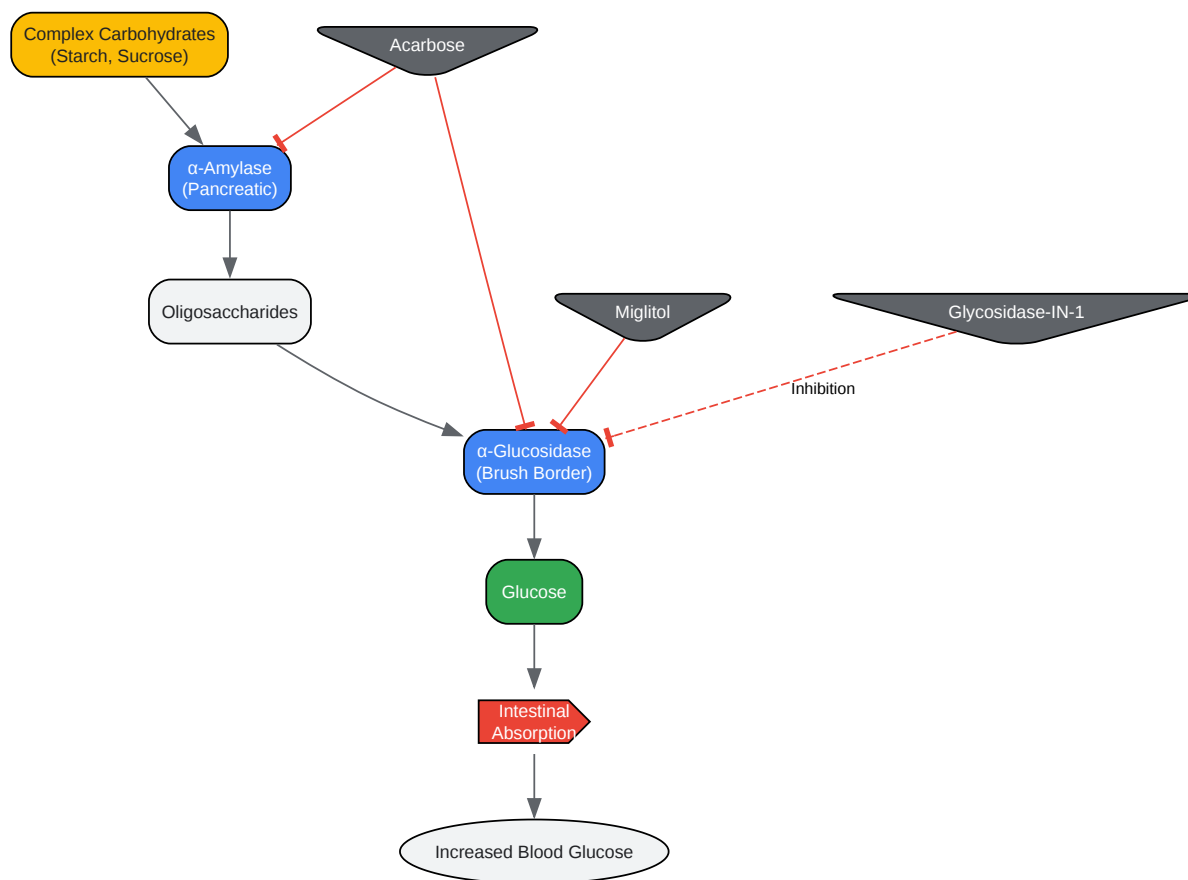 Complex Carbohydrates
(Starch, Sucrose)
Acarbose
α-Amylase
(Pancreatic)
Oligosaccharides
Miglitol
Glycosidase-IN-1
Inhibition
α-Glucosidase
(Brush Border)
Glucose
Intestinal
Absorption
Increased Blood Glucose